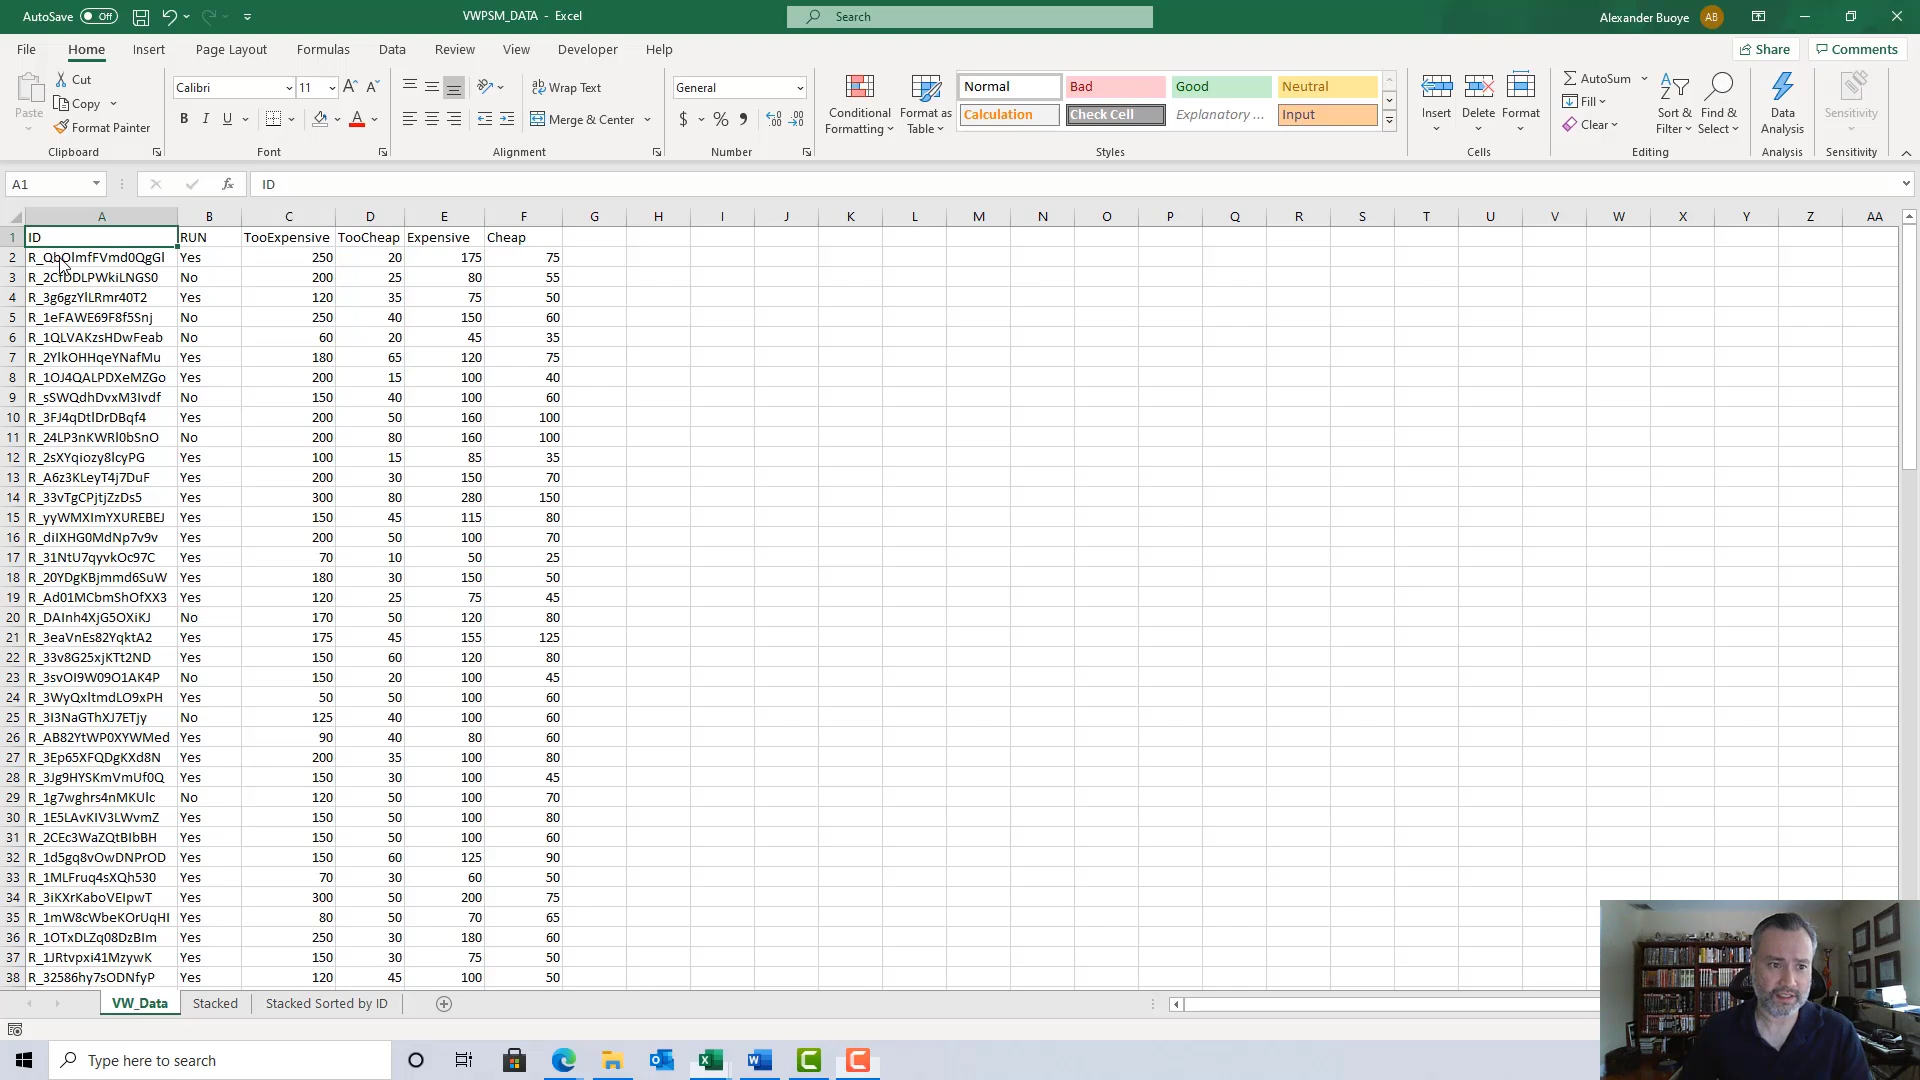 AutoSave Off VWPSM_DATA - Excel Search Alexander Buoye AB
File Home Insert Page Layout Formulas Data Review View Developer Help Share Comments
Paste Cut Copy Format Painter Clipboard
Calibri 11 B I U A Font
Wrap Text Merge & Center Alignment
General $ % Number
Conditional Formatting Format as Table Normal Bad Good Neutral
Calculation Check Cell Explanatory ... Input Styles
Insert Delete Format Cells
AutoSum Fill Clear Sort & Filter Find & Select Editing
Data Analysis Analysis Sensitivity Sensitivity
A1 fx ID
A B C D E F G H I J K L M N O P Q R S T U V W X Y Z AA
1 ID RUN TooExpensive TooCheap Expensive Cheap
2 R_QbOlmfFVmd0QgGl Yes 250 20 175 75
3 R_2CfDDLPWkiLNGS0 No 200 25 80 55
4 R_3g6gzYlLRmr40T2 Yes 120 35 75 50
5 R_1eFAWE69F8f5Snj No 250 40 150 60
6 R_1QLVAKzsHDwFeab No 60 20 45 35
7 R_2YlkOHHqeYNafMu Yes 180 65 120 75
8 R_1OJ4QALPDXeMZGo Yes 200 15 100 40
9 R_sSWQdhDvxM3Ivdf No 150 40 100 60
10 R_3FJ4qDtlDrDBqf4 Yes 200 50 160 100
11 R_24LP3nKWRl0bSnO No 200 80 160 100
12 R_2sXYqiozy8lcyPG Yes 100 15 85 35
13 R_A6z3KLeyT4j7DuF Yes 200 30 150 70
14 R_33vTgCPjtjZzDs5 Yes 300 80 280 150
15 R_yyWMXImYXUREBEJ Yes 150 45 115 80
16 R_diIXHG0MdNp7v9v Yes 200 50 100 70
17 R_31NtU7qyvkOc97C Yes 70 10 50 25
18 R_20YDgKBjmmd6SuW Yes 180 30 150 50
19 R_Ad01MCbmShOfXX3 Yes 120 25 75 45
20 R_DAInh4XjG5OXiKJ No 170 50 120 80
21 R_3eaVnEs82YqktA2 Yes 175 45 155 125
22 R_33v8G25xjKTt2ND Yes 150 60 120 80
23 R_3svOI9W09O1AK4P No 150 20 100 45
24 R_3WyQxltmdLO9xPH Yes 50 50 100 60
25 R_3I3NaGThXJ7ETjy No 125 40 100 60
26 R_AB82YtWP0XYWMed Yes 90 40 80 60
27 R_3Ep65XFQDgKXd8N Yes 200 35 100 80
28 R_3Jg9HYSKmVmUf0Q Yes 150 30 100 45
29 R_1g7wghrs4nMKUlc No 120 50 100 70
30 R_1E5LAvKIV3LWvmZ Yes 150 50 100 80
31 R_2CEc3WaZQtBIbBH Yes 150 50 100 60
32 R_1d5gq8vOwDNPrOD Yes 150 60 125 90
33 R_1MLFruq4sXQh530 Yes 70 30 60 50
34 R_3iKXrKaboVEIpwT Yes 300 50 200 75
35 R_1mW8cWbeKOrUqHI Yes 80 50 70 65
36 R_1OTxDLZq08DzBIm Yes 250 30 180 60
37 R_1JRtvpxi41MzywK Yes 150 30 75 50
38 R_32586hy7sODNfyP Yes 120 45 100 50
VW_Data Stacked Stacked Sorted by ID
Type here to search